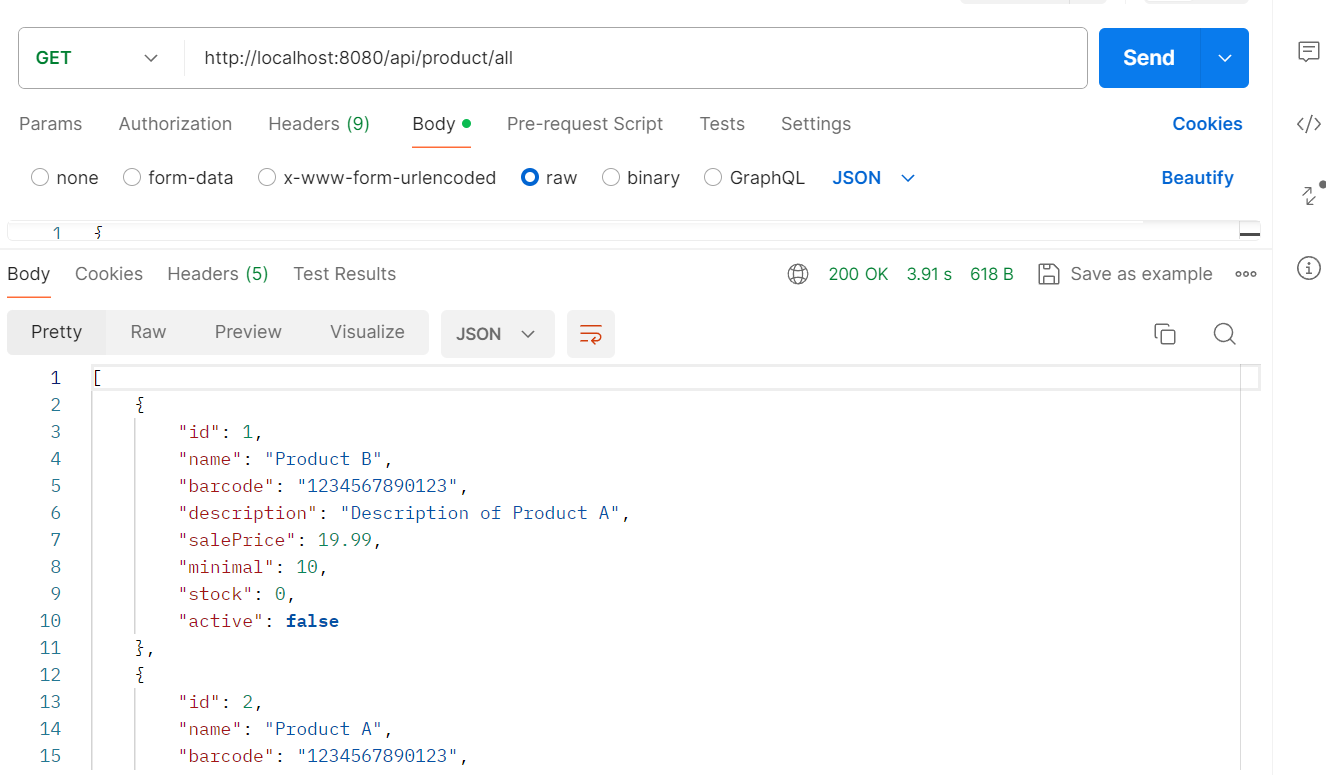 GET http://localhost:8080/api/product/all Send
Params Authorization Headers (9) Body Pre-request Script Tests Settings Cookies
none form-data x-www-form-urlencoded raw binary GraphQL JSON Beautify
1 {
Body Cookies Headers (5) Test Results 200 OK 3.91 s 618 B Save as example
Pretty Raw Preview Visualize JSON
1 [
2 {
3 "id": 1,
4 "name": "Product B",
5 "barcode": "1234567890123",
6 "description": "Description of Product A",
7 "salePrice": 19.99,
8 "minimal": 10,
9 "stock": 0,
10 "active": false
11 },
12 {
13 "id": 2,
14 "name": "Product A",
15 "barcode": "1234567890123",